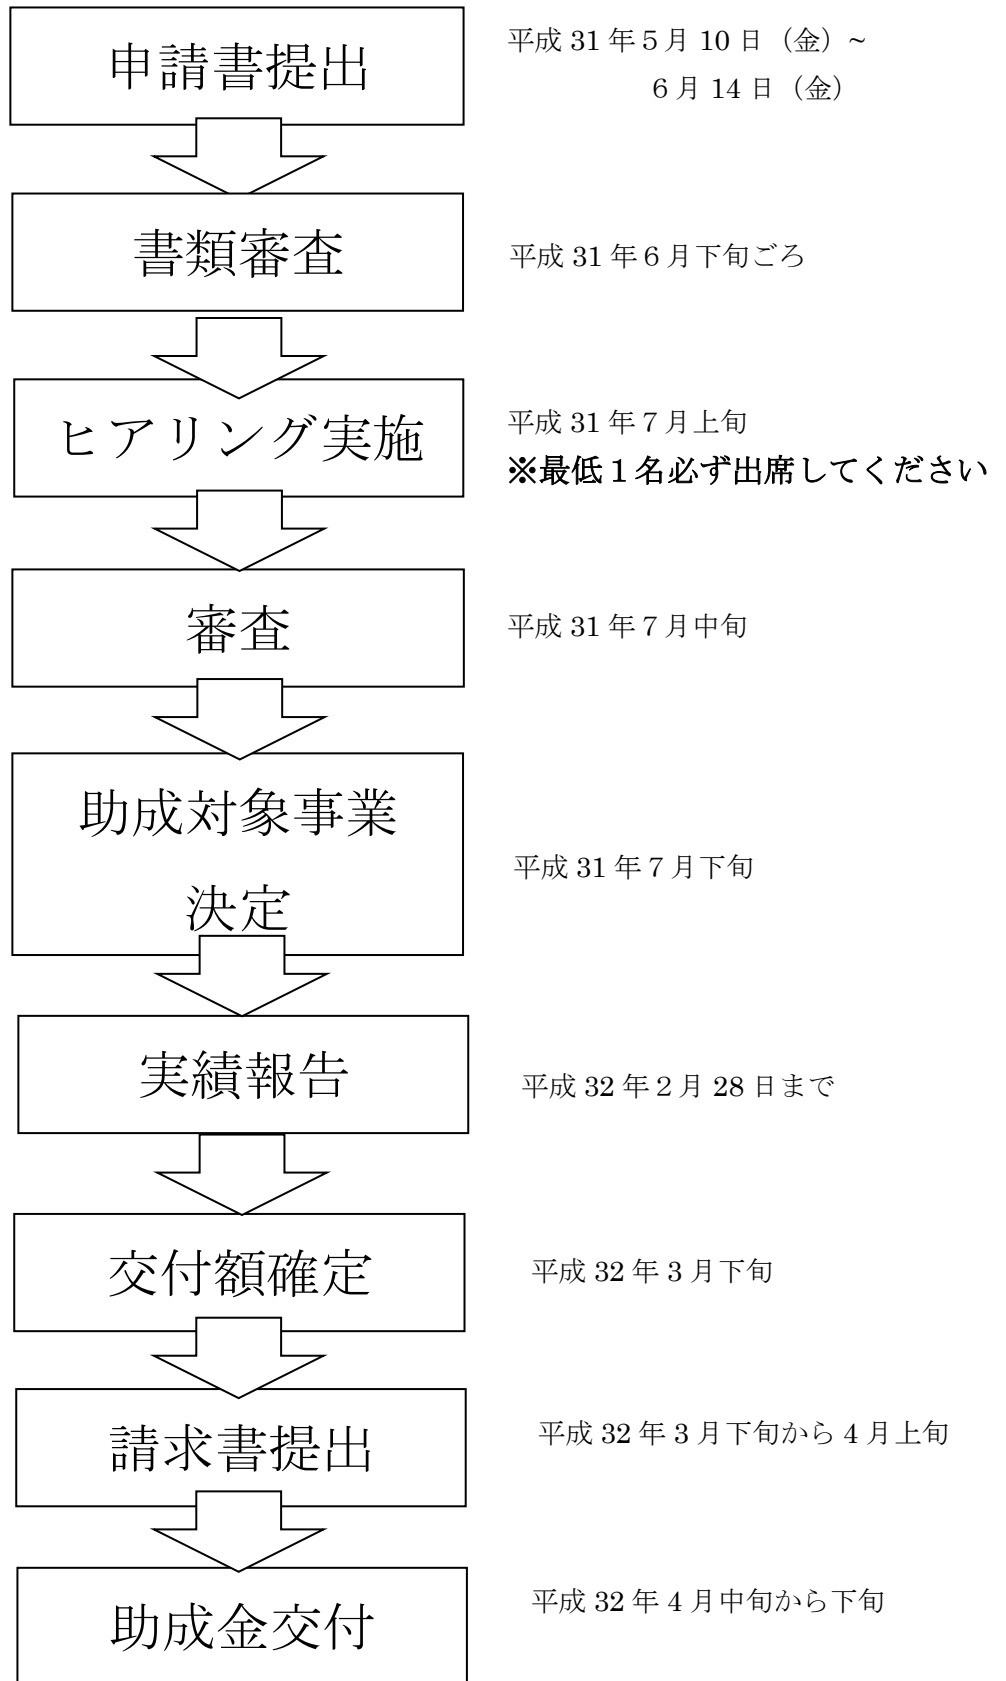 申請書提出
平成 31 年５月 10 日（金）~
６月 14 日（金）
書類審査
平成 31 年６月下旬ごろ
ヒアリング実施
平成 31 年７月上旬
※最低１名必ず出席してください
審査
平成 31 年７月中旬
助成対象事業
決定
平成 31 年７月下旬
実績報告
平成 32 年２月 28 日まで
交付額確定
平成 32 年３月下旬
請求書提出
平成 32 年３月下旬から４月上旬
助成金交付
平成 32 年４月中旬から下旬